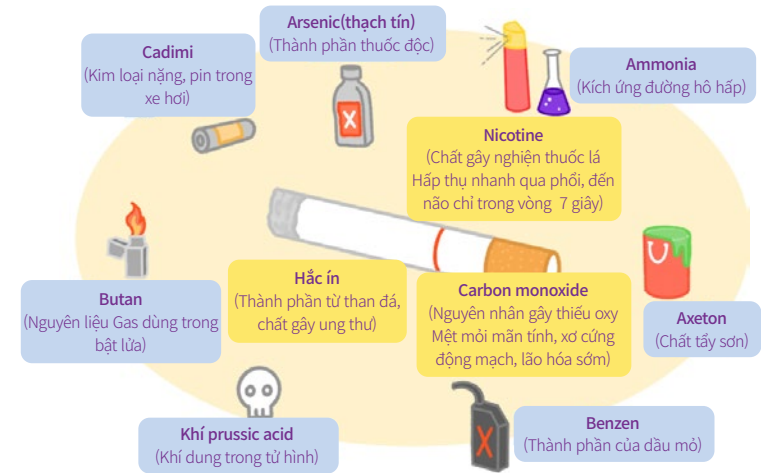 Arsenic(thạch tín)
(Thành phần thuốc độc)
Cadimi
(Kim loại nặng, pin trong
xe hơi)
Ammonia
(Kích ứng đường hô hấp)
Nicotine
(Chất gây nghiện thuốc lá
Hấp thụ nhanh qua phổi, đến
não chỉ trong vòng 7 giây)
Hắc ín
(Thành phần từ than đá,
chất gây ung thư)
Carbon monoxide
(Nguyên nhân gây thiếu oxy
Mệt mỏi mãn tính, xơ cứng
động mạch, lão hóa sớm)
Butan
(Nguyên liệu Gas dùng trong
bật lửa)
Axeton
(Chất tẩy sơn)
Khí prussic acid
(Khí dung trong tử hình)
Benzen
(Thành phần của dầu mỏ)